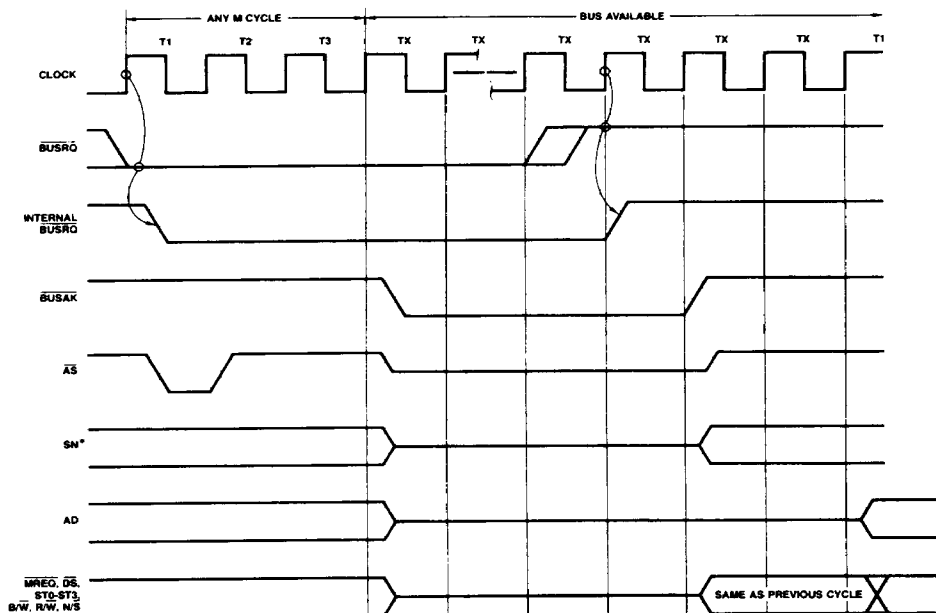 ANY M CYCLE BUS AVAILABLE
T1 T2 T3 TX TX TX TX TX TX T1
CLOCK
BUSRQ
INTERNAL
BUSRQ
BUSAK
AS
SN*
AD
MREQ, DS,
ST0-ST3,
B/W, R/W, N/S
SAME AS PREVIOUS CYCLE